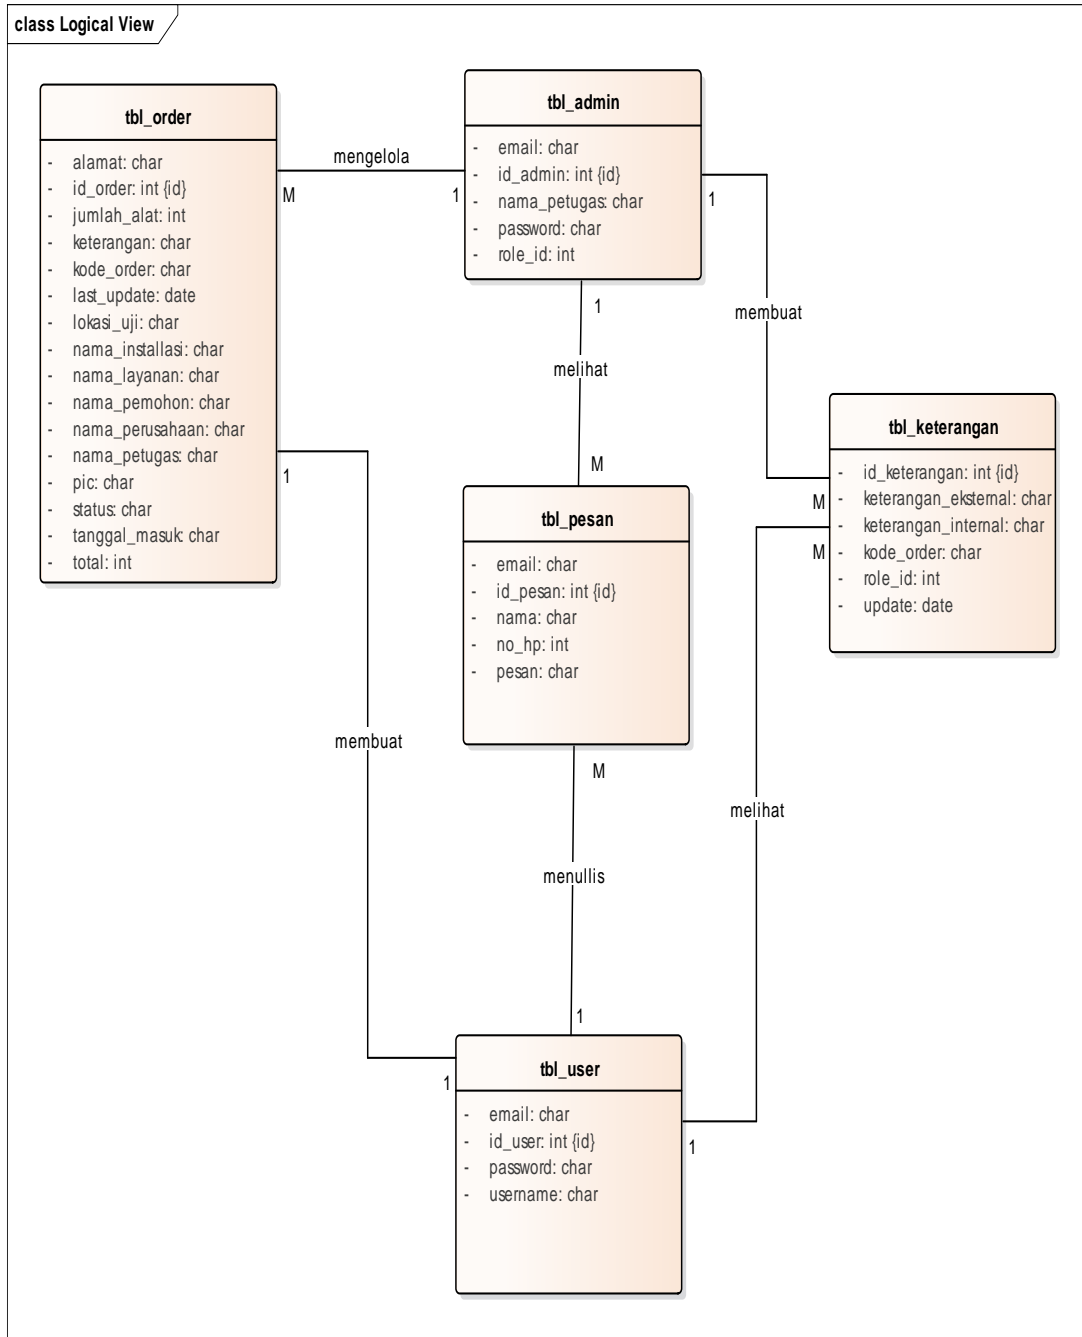 class Logical View
tbl_order
- alamat: char
- id_order: int {id}
- jumlah_alat: int
- keterangan: char
- kode_order: char
- last_update: date
- lokasi_uji: char
- nama_installasi: char
- nama_layanan: char
- nama_pemohon: char
- nama_perusahaan: char
- nama_petugas: char
- pic: char
- status: char
- tanggal_masuk: char
- total: int
mengelola
M
1
tbl_admin
- email: char
- id_admin: int {id}
- nama_petugas: char
- password: char
- role_id: int
1
membuat
M
1
melihat
M
tbl_keterangan
- id_keterangan: int {id}
- keterangan_eksternal: char
- keterangan_internal: char
- kode_order: char
- role_id: int
- update: date
M
tbl_pesan
- email: char
- id_pesan: int {id}
- nama: char
- no_hp: int
- pesan: char
1
membuat
1
M
menullis
1
melihat
1
tbl_user
- email: char
- id_user: int {id}
- password: char
- username: char